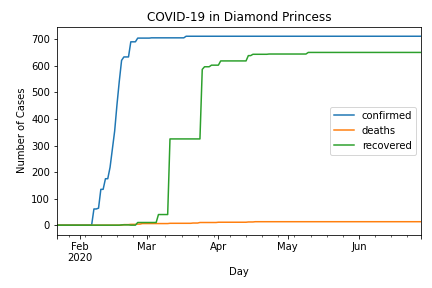 COVID-19 in Diamond Princess
Number of Cases
700
600
500
400
300
200
100
0
confirmed
deaths
recovered
Feb Mar Apr May Jun
2020
Day